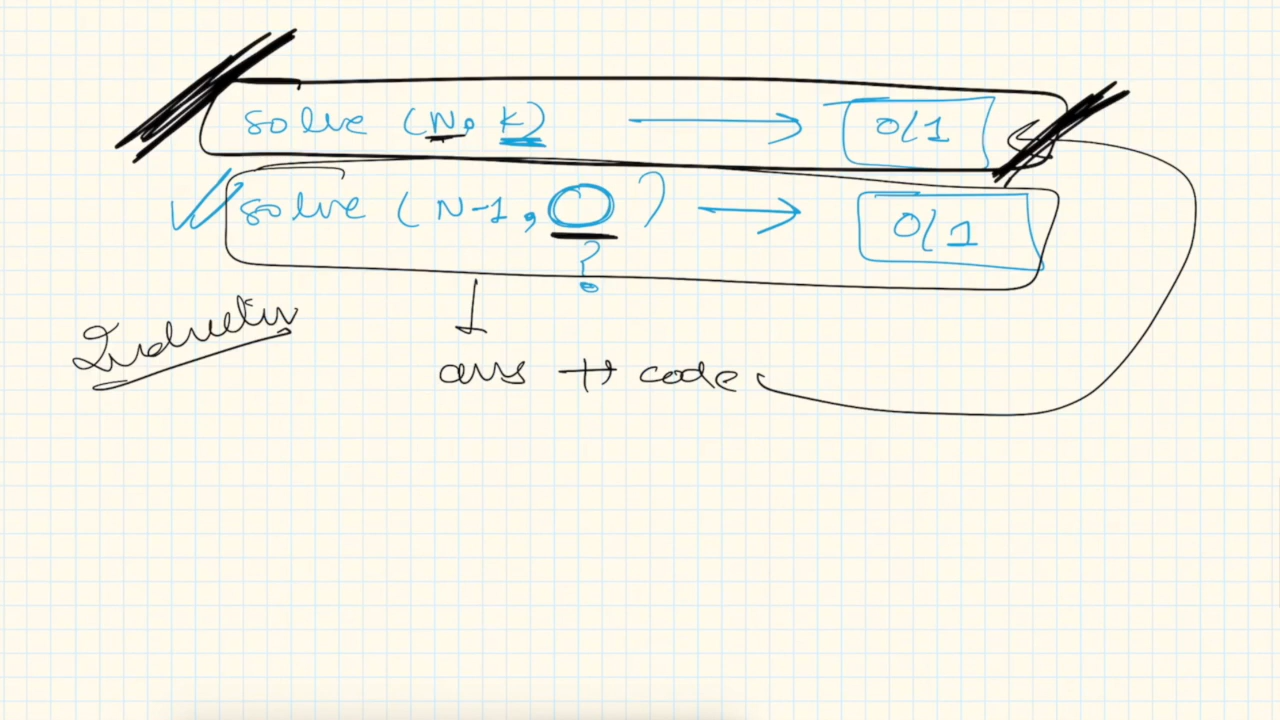 solve (N, K) → 0/1
solve (N-1, ) → 0/1
?
Induction
ans + code